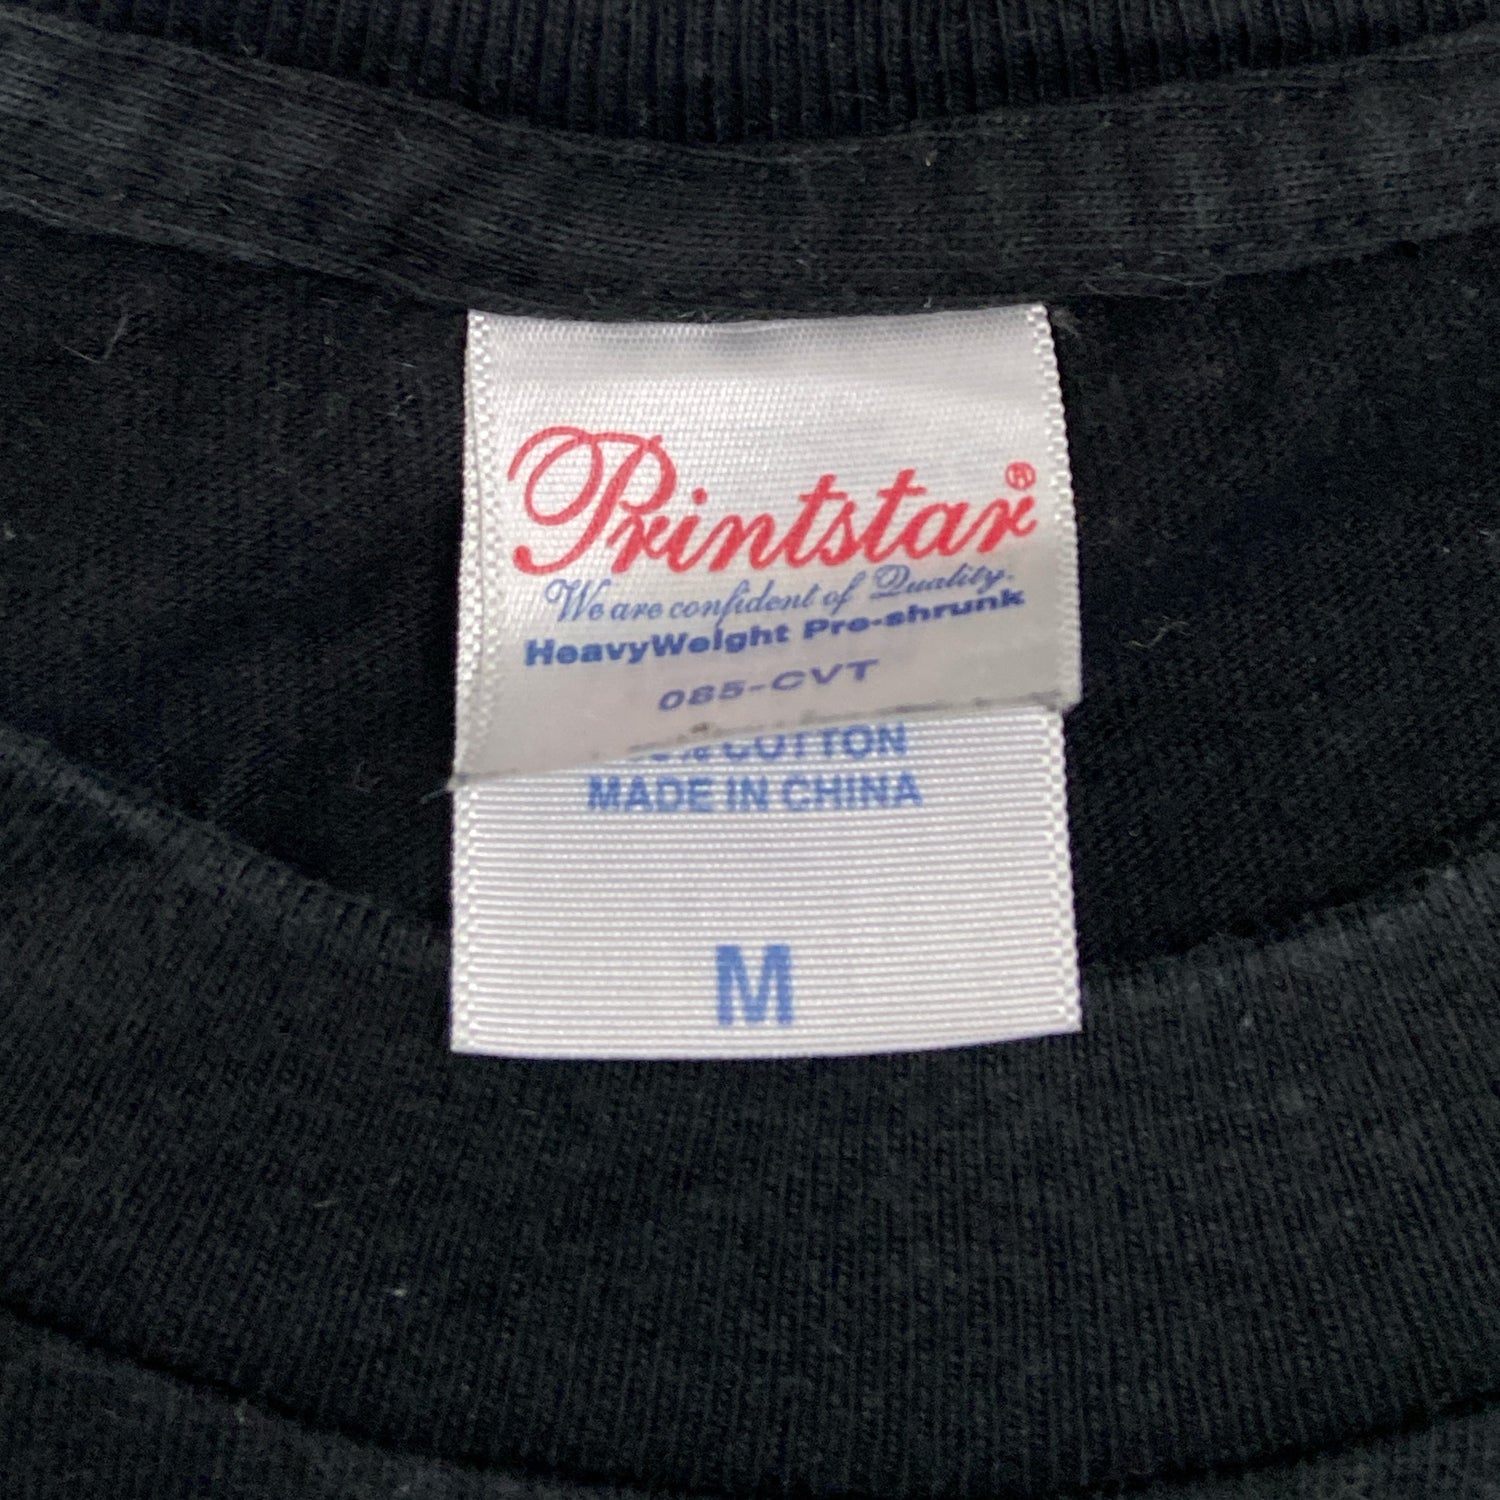 Printstar®
We are confident of Quality.
HeavyWeight Pre-shrunk
085-CVT
COTTON
MADE IN CHINA
M